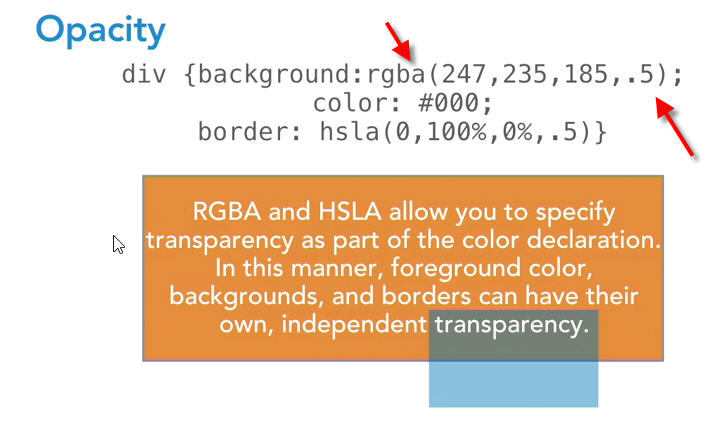 Opacity
div {background:rgba(247,235,185,.5);
color: #000;
border: hsla(0,100%,0%,.5)}
RGBA and HSLA allow you to specify
transparency as part of the color declaration.
In this manner, foreground color,
backgrounds, and borders can have their
own, independent transparency.